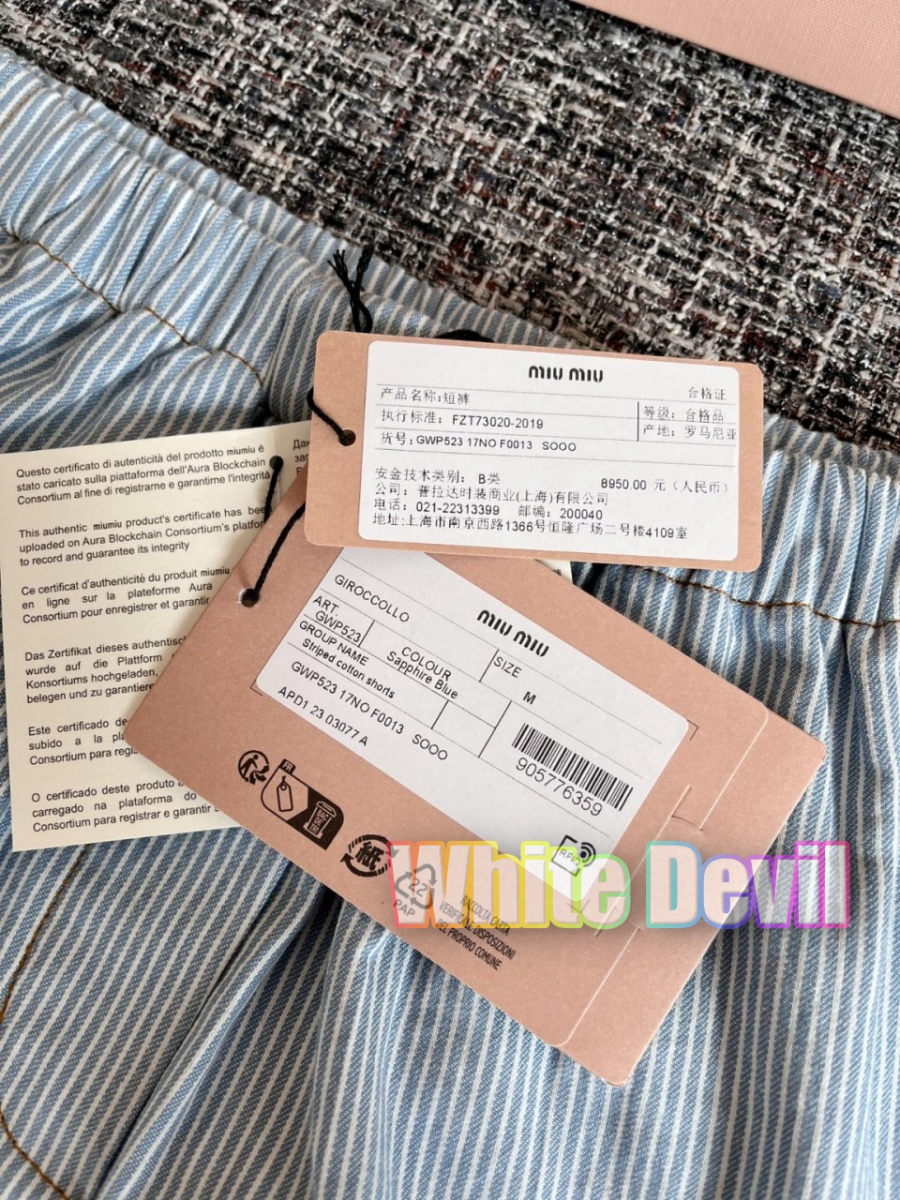 miu miu
合格证
产品名称:短裤
执行标准: FZT73020-2019
等级: 合格品
产地: 罗马尼亚
货号:GWP523 17NO F0013 SOOO
安金技术类别: B类
8950.00 元（人民币）
公司: 普拉达时装商业(上海)有限公司
电话: 021-22313399 邮编: 200040
地址:上海市南京西路1366号恒隆广场二号楼4109室
Questo certificato di autenticità del prodotto miumiu è
stato caricato sulla piattaforma dell'Aura Blockchain
Consortium al fine di registrarne e garantirne l'integrità
This authentic miumiu product's certificate has been
uploaded on Aura Blockchain Consortium's platfor
to record and guarantee its integrity
Ce certificat d'authenticité du produit miumiu
en ligne sur la plateforme Aura
Consortium pour enregistrer et garantir
Das Zertifikat dieses authentisch
wurde auf die Plattform
Konsortiums hochgeladen,
belegen und zu garantiere
Este certificado de
subido a la pla
Consortium para regis
O certificado deste produto a
carregado na plataforma do
Consortium para registrar e garantir a
miu miu
GIROCCOLLO
ART
GWP523
COLOUR
Sapphire Blue
SIZE
M
GROUP NAME
Striped cotton shorts
GWP523 17NO F0013 SOOO
APD1 23 03077 A
905776359
RFID
FR
紙
22
PAP
RACCOLTA CARTA
VERIFICA LE DISPOSIZIONI
DEL PROPRIO COMUNE
White Devil